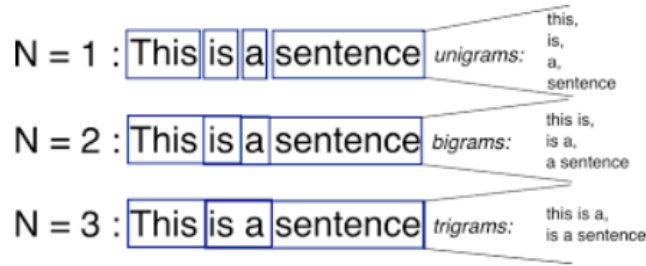 N = 1 : This is a sentence unigrams:
this,
is,
a,
sentence
N = 2 : This is a sentence bigrams:
this is,
is a,
a sentence
N = 3 : This is a sentence trigrams:
this is a,
is a sentence